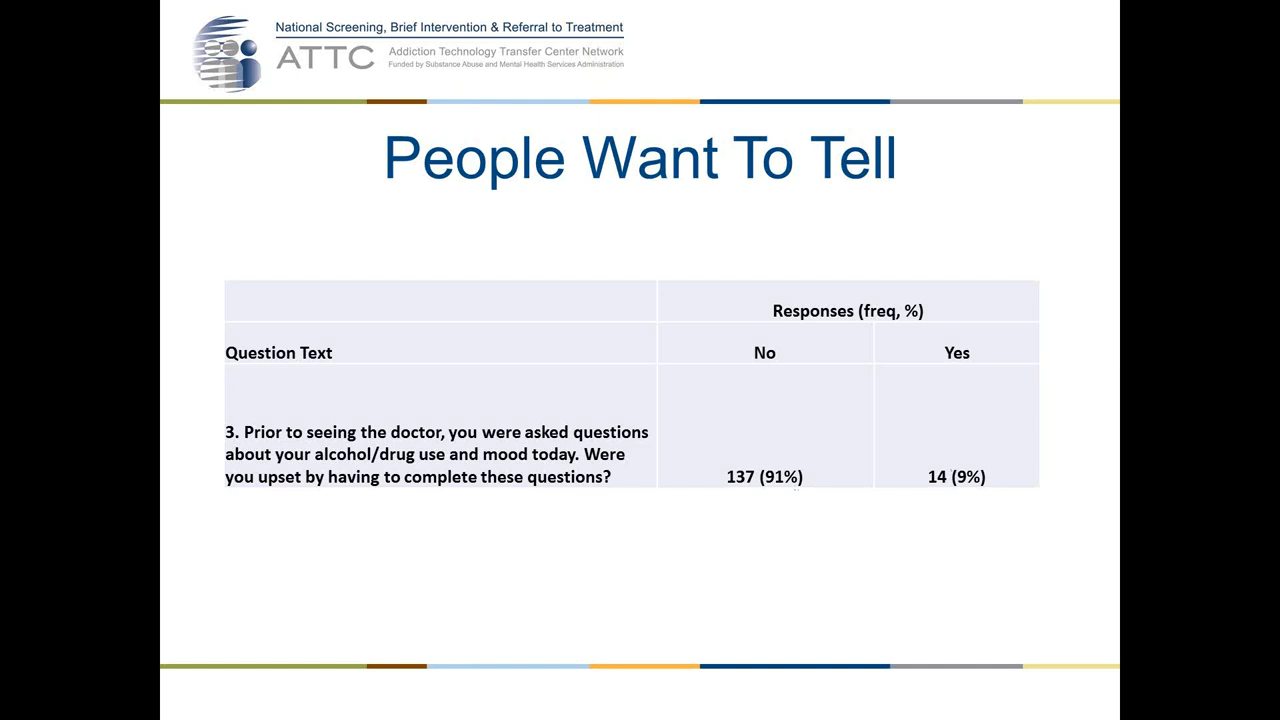 National Screening, Brief Intervention & Referral to Treatment
ATTC
Addiction Technology Transfer Center Network
Funded by Substance Abuse and Mental Health Services Administration
People Want To Tell
Responses (freq, %)
Question Text
No
Yes
3. Prior to seeing the doctor, you were asked questions
about your alcohol/drug use and mood today. Were
you upset by having to complete these questions?
137 (91%)
14 (9%)